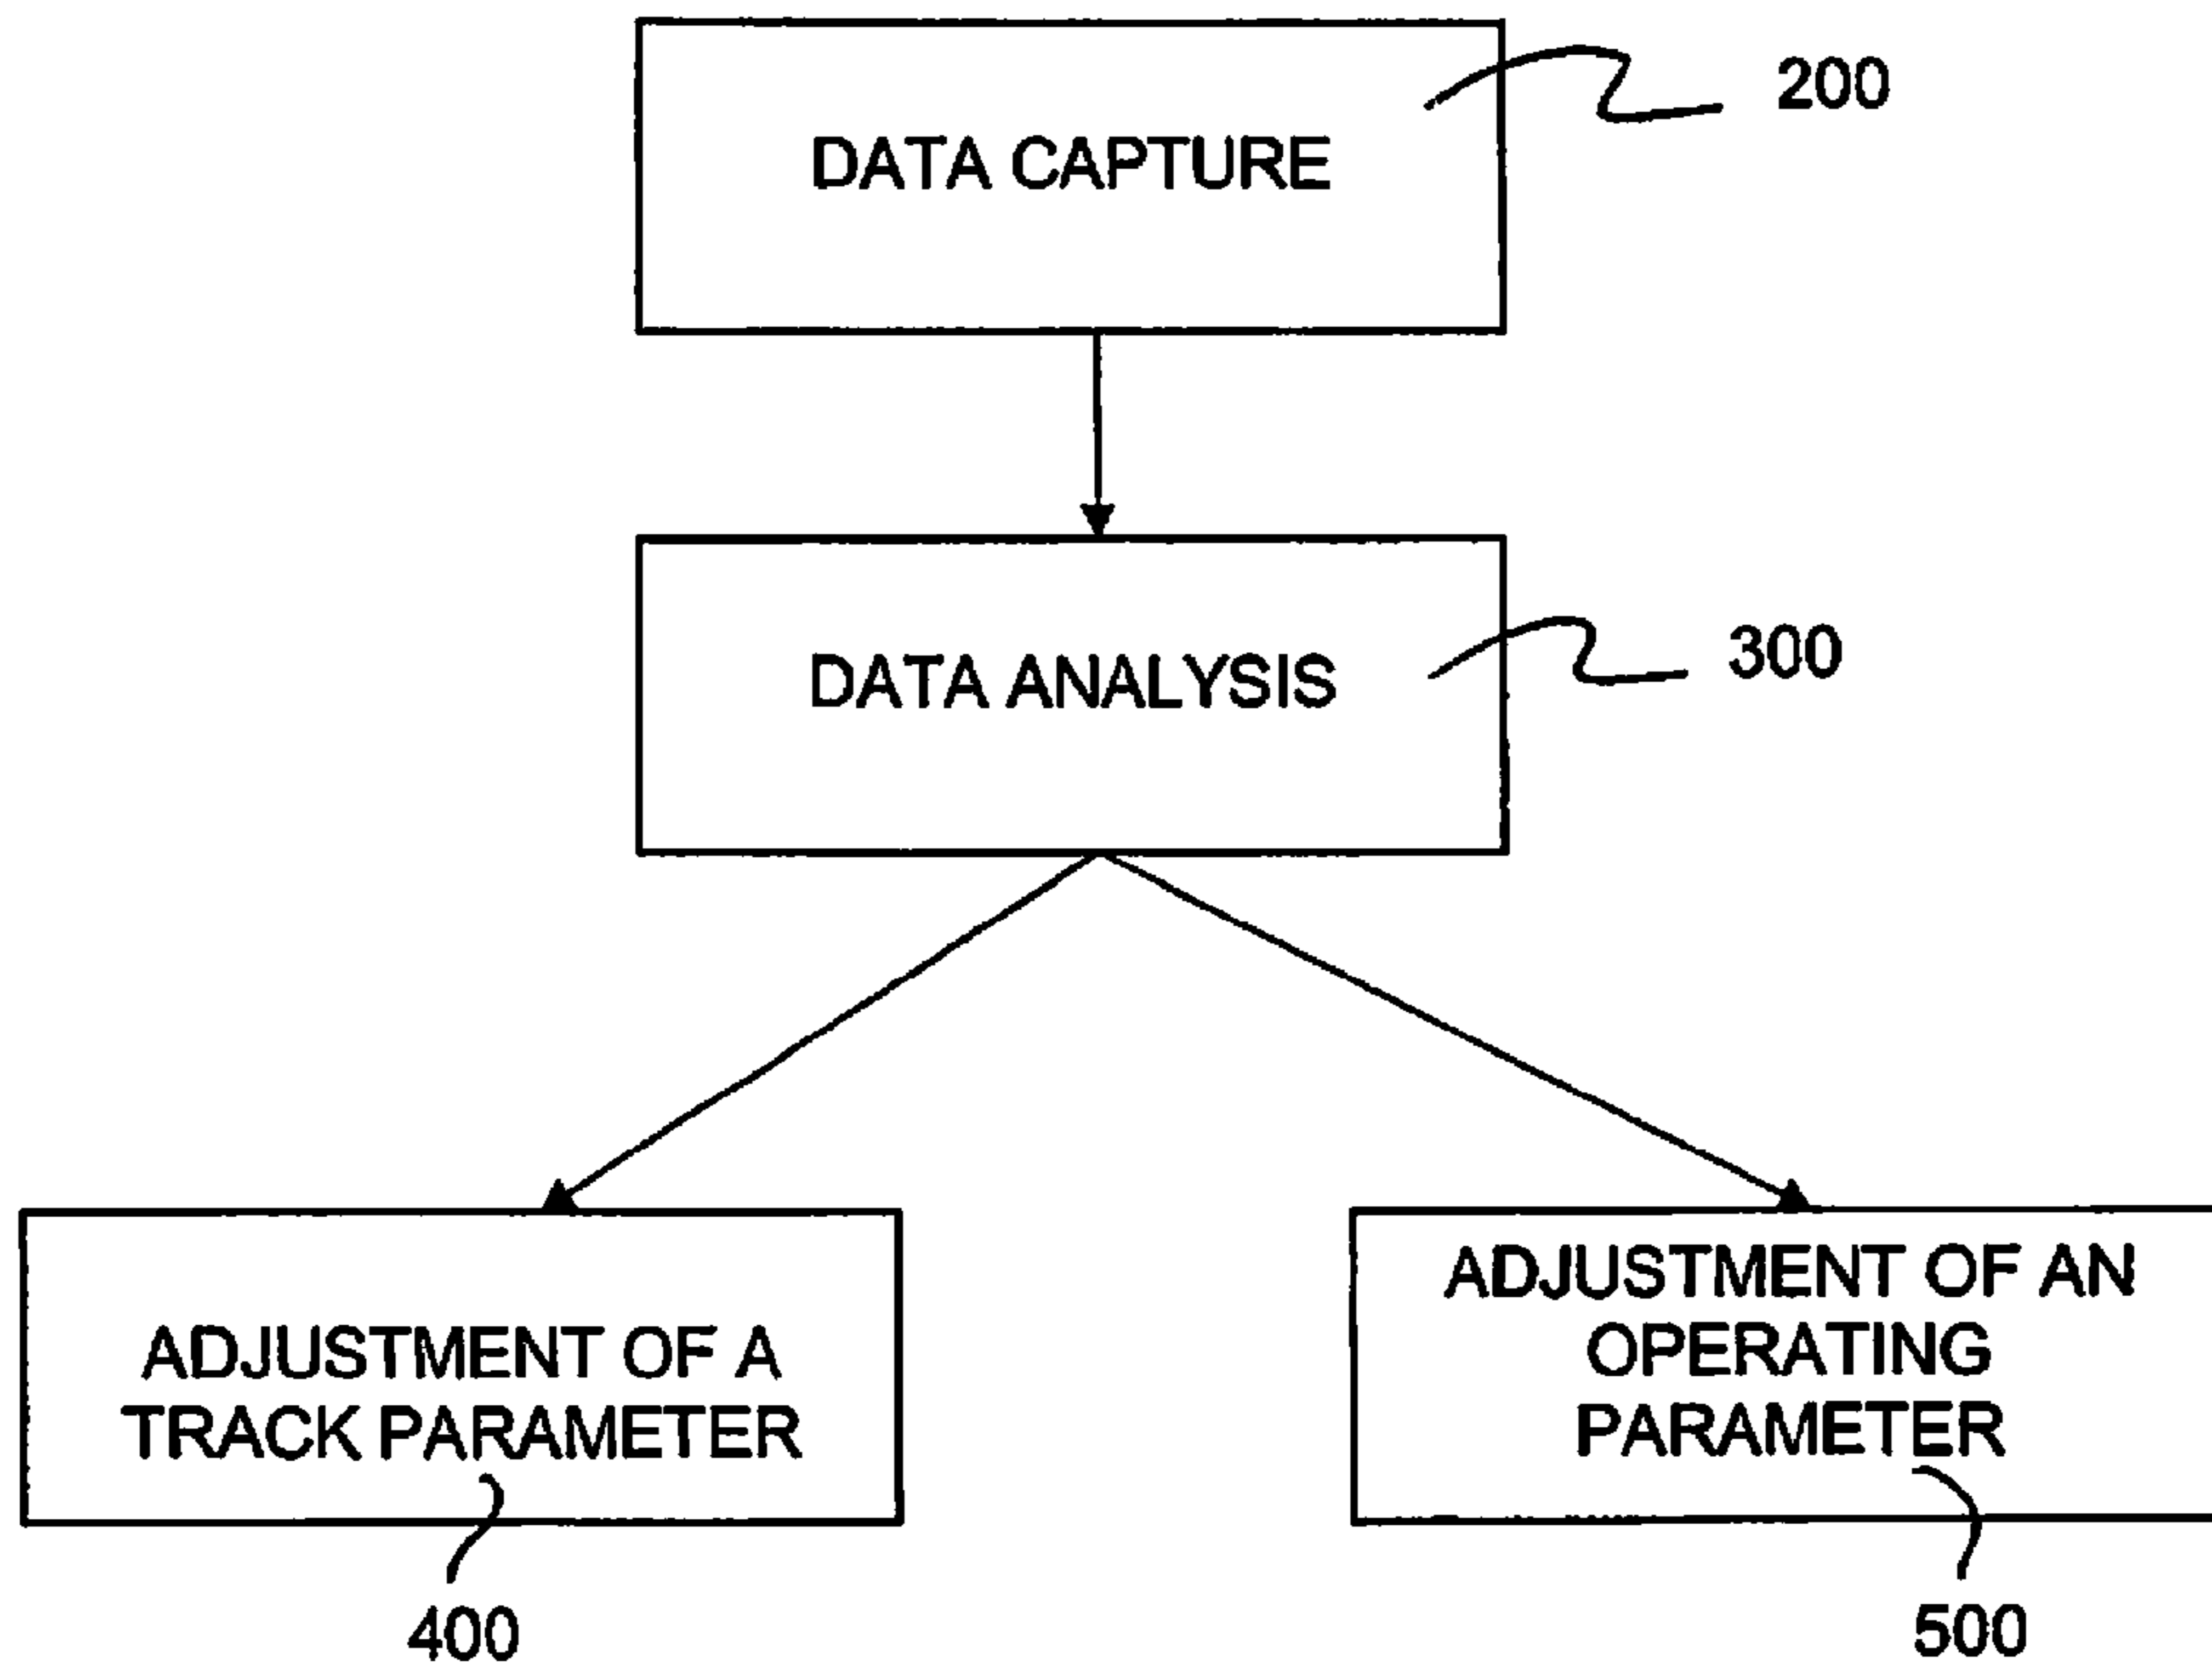 200
DATA CAPTURE
300
DATA ANALYSIS
ADJUSTMENT OF A
TRACK PARAMETER
400
ADJUSTMENT OF AN
OPERATING
PARAMETER
500